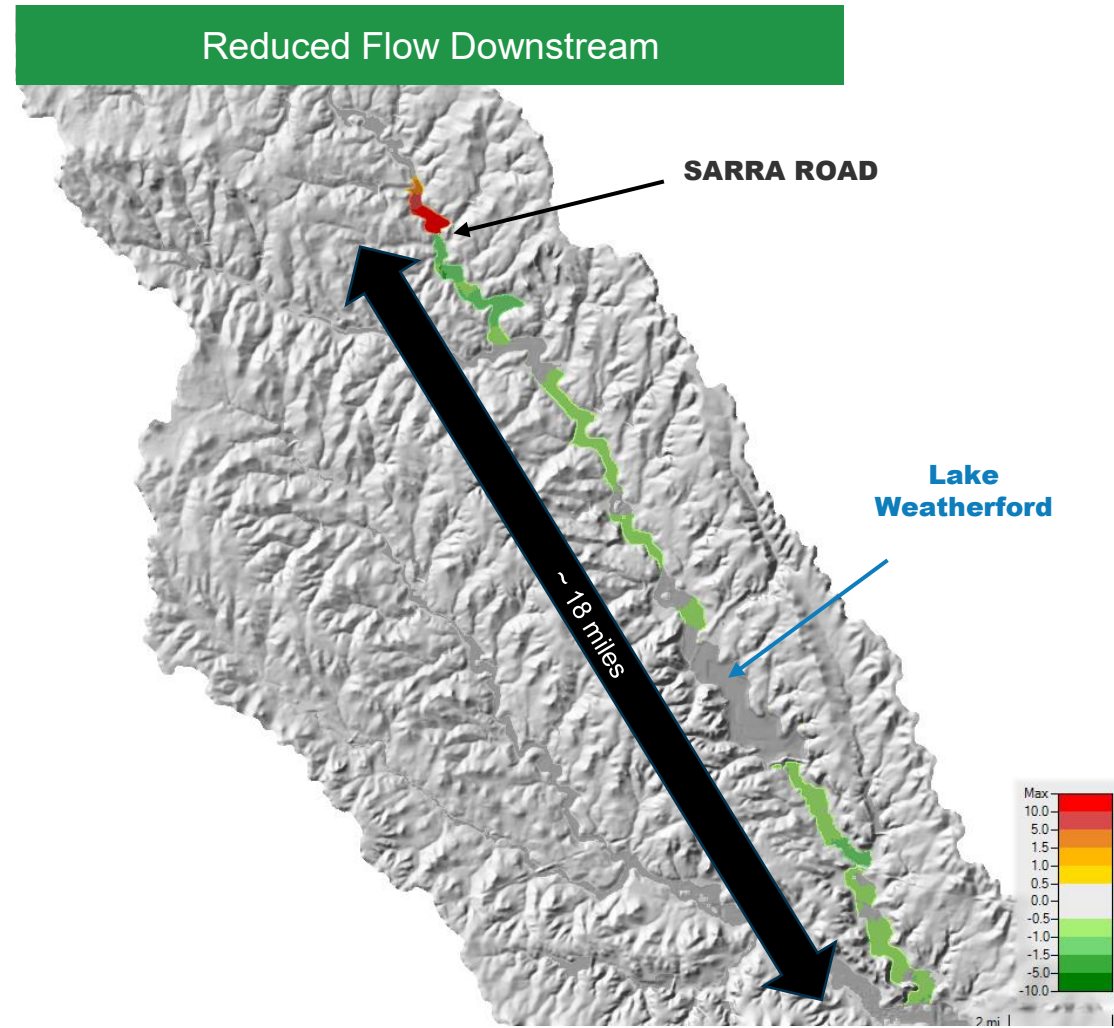 Reduced Flow Downstream
SARRA ROAD
Lake
Weatherford
~ 18 miles
Max
10.0
5.0
1.5
1.0
0.5
0.0
-0.5
-1.0
-1.5
-5.0
-10.0
2 mi